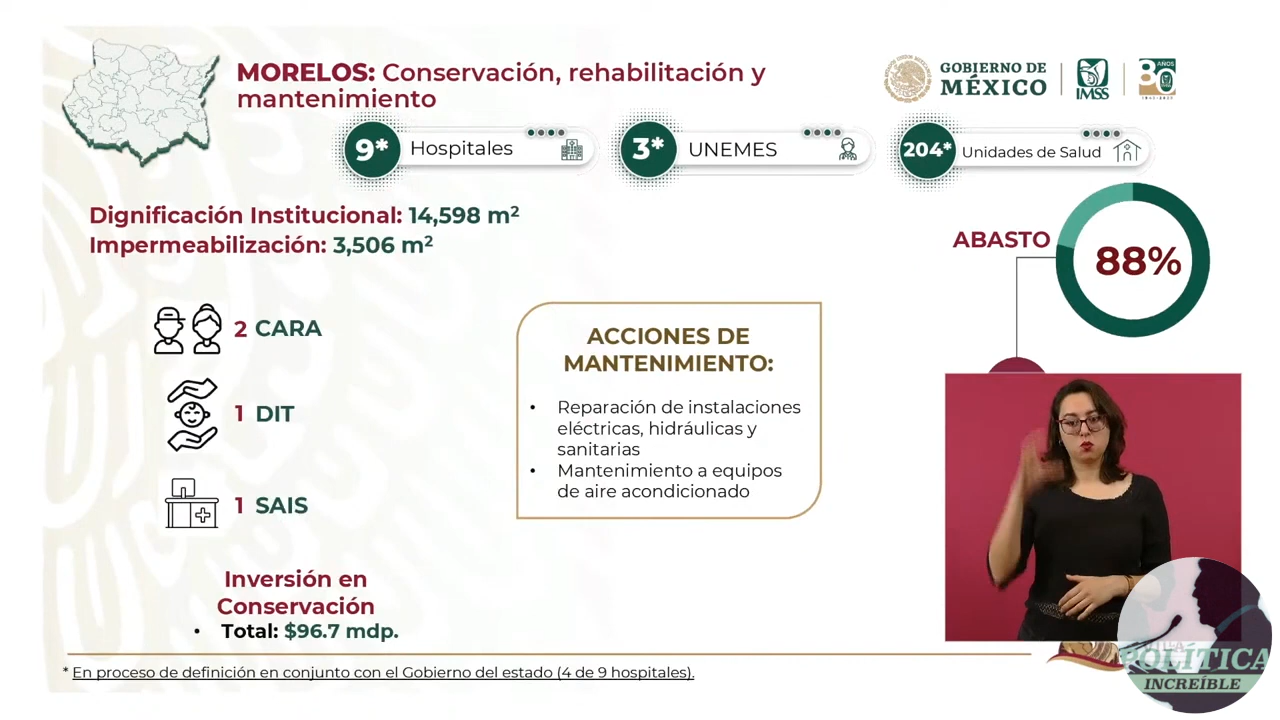 MORELOS: Conservación, rehabilitación y
mantenimiento
GOBIERNO DE
MÉXICO
IMSS
AÑOS
80
9* Hospitales
3* UNEMES
204* Unidades de Salud
Dignificación Institucional: 14,598 m²
Impermeabilización: 3,506 m²
ABASTO
88%
2 CARA
1 DIT
1 SAIS
ACCIONES DE
MANTENIMIENTO:
• Reparación de instalaciones
eléctricas, hidráulicas y
sanitarias
• Mantenimiento a equipos
de aire acondicionado
Inversión en
Conservación
• Total: $96.7 mdp.
* En proceso de definición en conjunto con el Gobierno del estado (4 de 9 hospitales).
POLÍTICA
INCREÍBLE